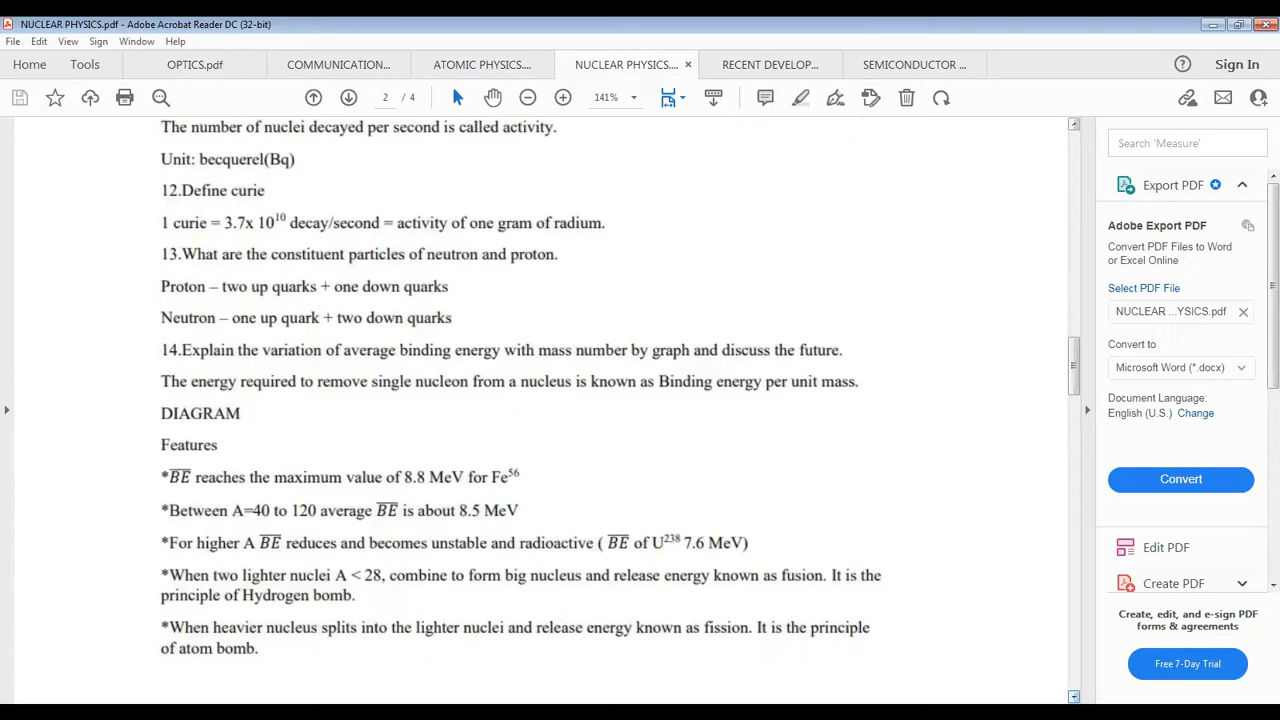 NUCLEAR PHYSICS.pdf - Adobe Acrobat Reader DC (32-bit)
File Edit View Sign Window Help
Home Tools OPTICS.pdf COMMUNICATION... ATOMIC PHYSICS.... NUCLEAR PHYSICS.... × RECENT DEVELOP... SEMICONDUCTOR ... Sign In
2 / 4 141%
The number of nuclei decayed per second is called activity.
Unit: becquerel(Bq)
12.Define curie
1 curie = 3.7x 10¹⁰ decay/second = activity of one gram of radium.
13.What are the constituent particles of neutron and proton.
Proton – two up quarks + one down quarks
Neutron – one up quark + two down quarks
14.Explain the variation of average binding energy with mass number by graph and discuss the future.
The energy required to remove single nucleon from a nucleus is known as Binding energy per unit mass.
DIAGRAM
Features
*B̅E̅ reaches the maximum value of 8.8 MeV for Fe⁵⁶
*Between A=40 to 120 average B̅E̅ is about 8.5 MeV
*For higher A B̅E̅ reduces and becomes unstable and radioactive ( B̅E̅ of U²³⁸ 7.6 MeV)
*When two lighter nuclei A < 28, combine to form big nucleus and release energy known as fusion. It is the
principle of Hydrogen bomb.
*When heavier nucleus splits into the lighter nuclei and release energy known as fission. It is the principle
of atom bomb.
Search 'Measure'
Export PDF
Adobe Export PDF
Convert PDF Files to Word
or Excel Online
Select PDF File
NUCLEAR ...YSICS.pdf
Convert to
Microsoft Word (*.docx)
Document Language:
English (U.S.) Change
Convert
Edit PDF
Create PDF
Create, edit, and e-sign PDF
forms & agreements
Free 7-Day Trial